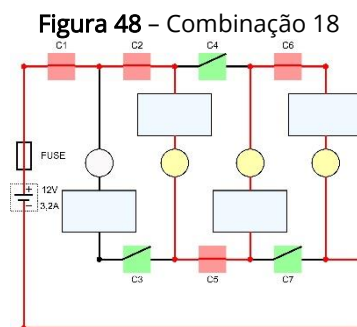 Figura 48 – Combinação 18
C1 C2 C4 C6
FUSE
12V
3,2A
C3 C5 C7